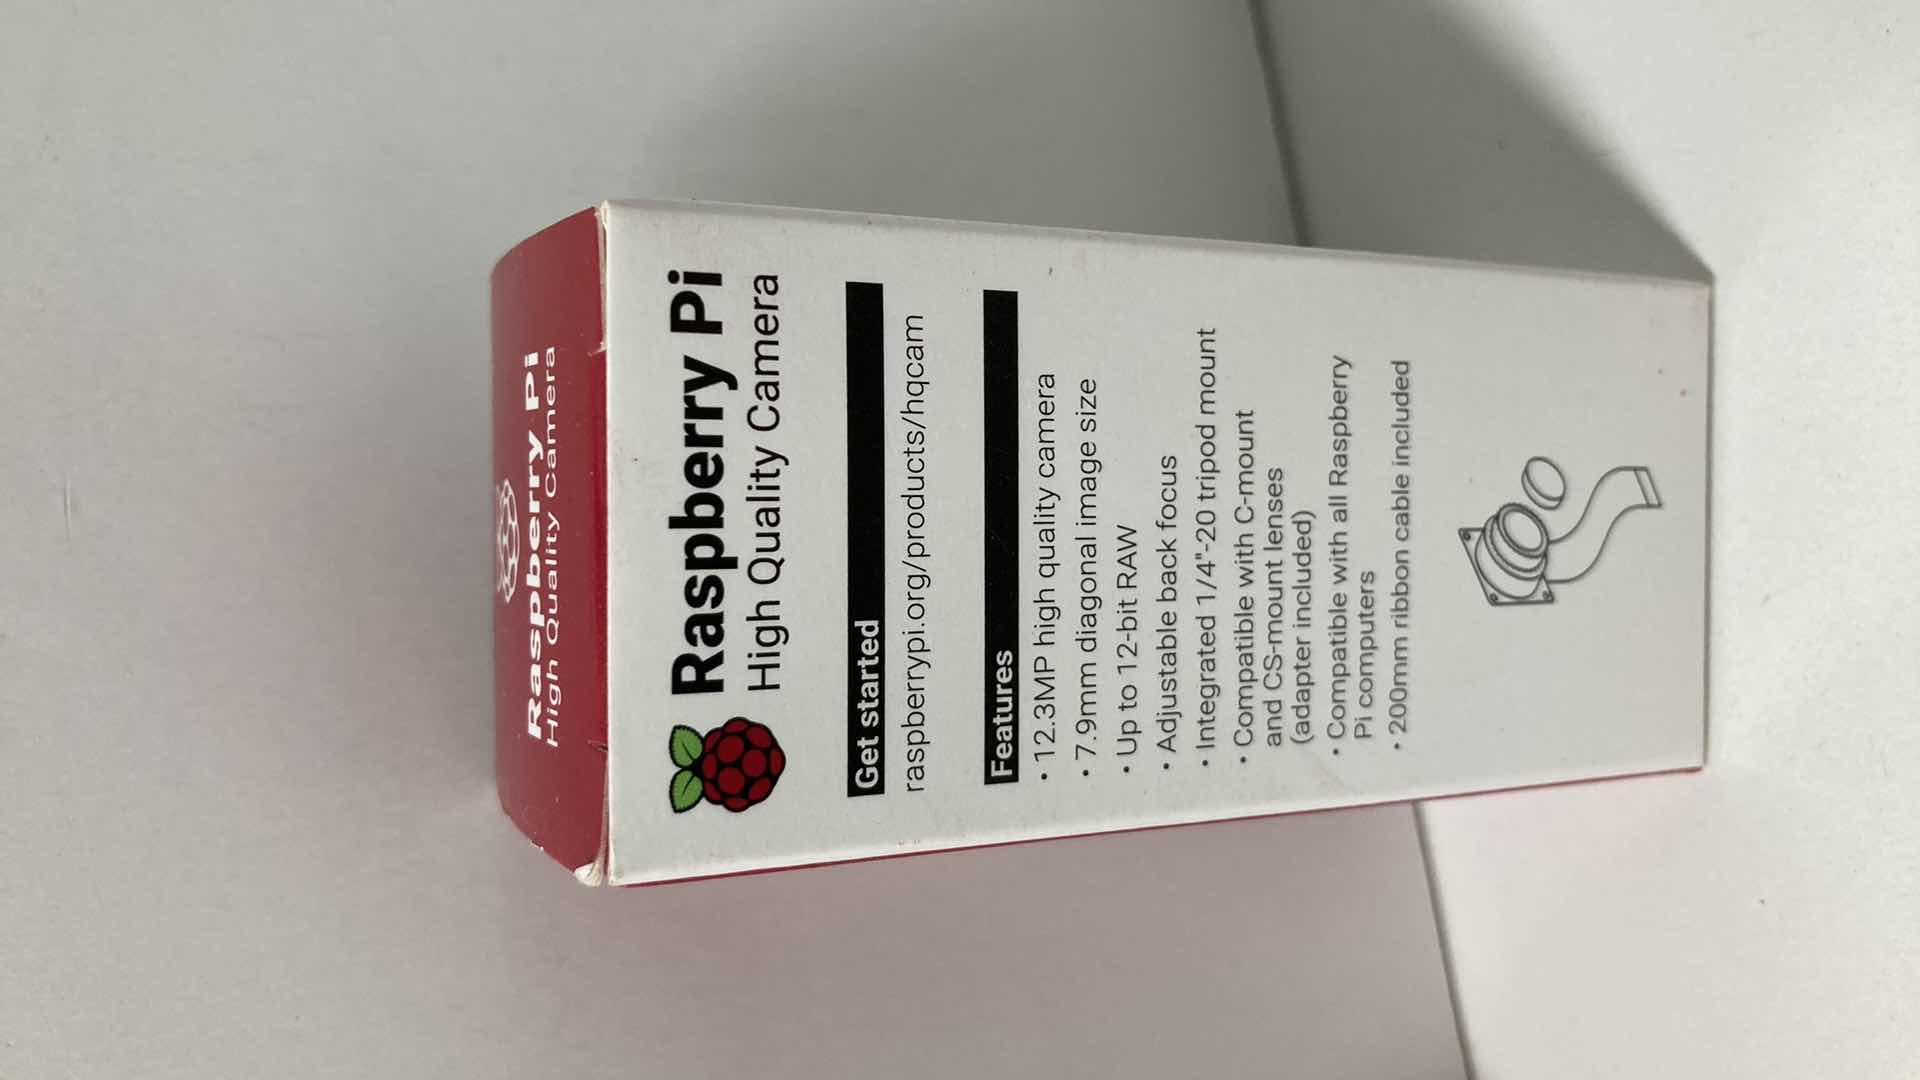 Raspberry Pi
High Quality Camera
Raspberry Pi
High Quality Camera
Get started
raspberrypi.org/products/hqcam
Features
• 12.3MP high quality camera
• 7.9mm diagonal image size
• Up to 12-bit RAW
• Adjustable back focus
• Integrated 1/4"-20 tripod mount
• Compatible with C-mount
and CS-mount lenses
(adapter included)
• Compatible with all Raspberry
Pi computers
• 200mm ribbon cable included